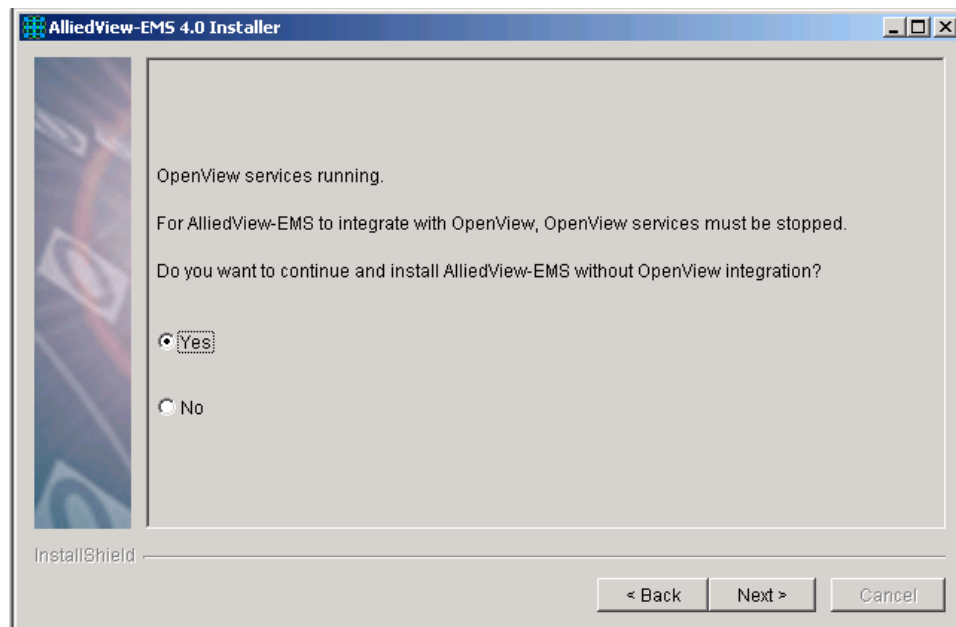 AlliedView-EMS 4.0 Installer
OpenView services running.
For AlliedView-EMS to integrate with OpenView, OpenView services must be stopped.
Do you want to continue and install AlliedView-EMS without OpenView integration?
Yes
No
InstallShield
< Back Next > Cancel